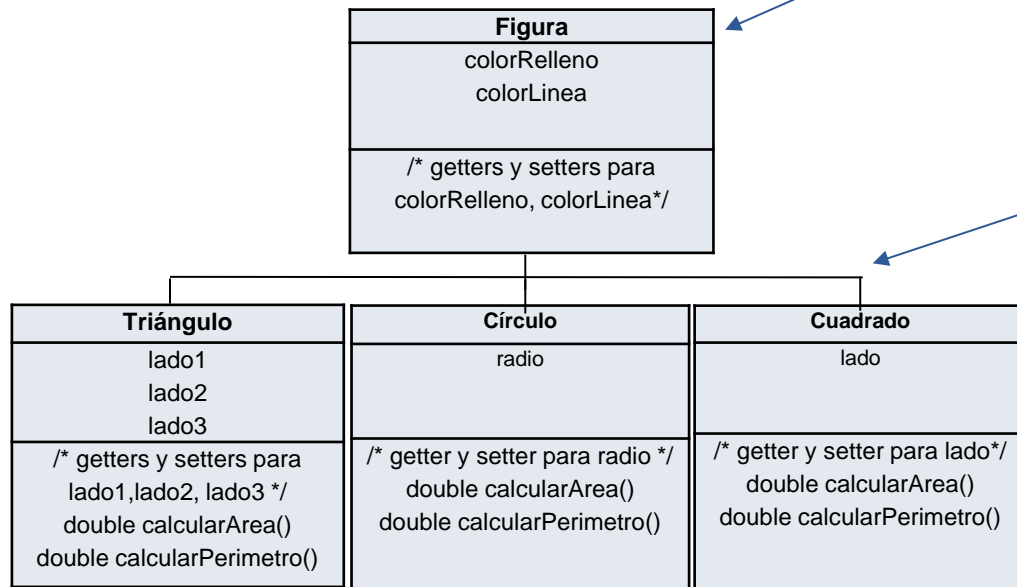 Figura
colorRelleno
colorLinea
/* getters y setters para
colorRelleno, colorLinea*/
Triángulo
lado1
lado2
lado3
/* getters y setters para
lado1,lado2, lado3 */
double calcularArea()
double calcularPerimetro()
Círculo
radio
/* getter y setter para radio */
double calcularArea()
double calcularPerimetro()
Cuadrado
lado
/* getter y setter para lado*/
double calcularArea()
double calcularPerimetro()